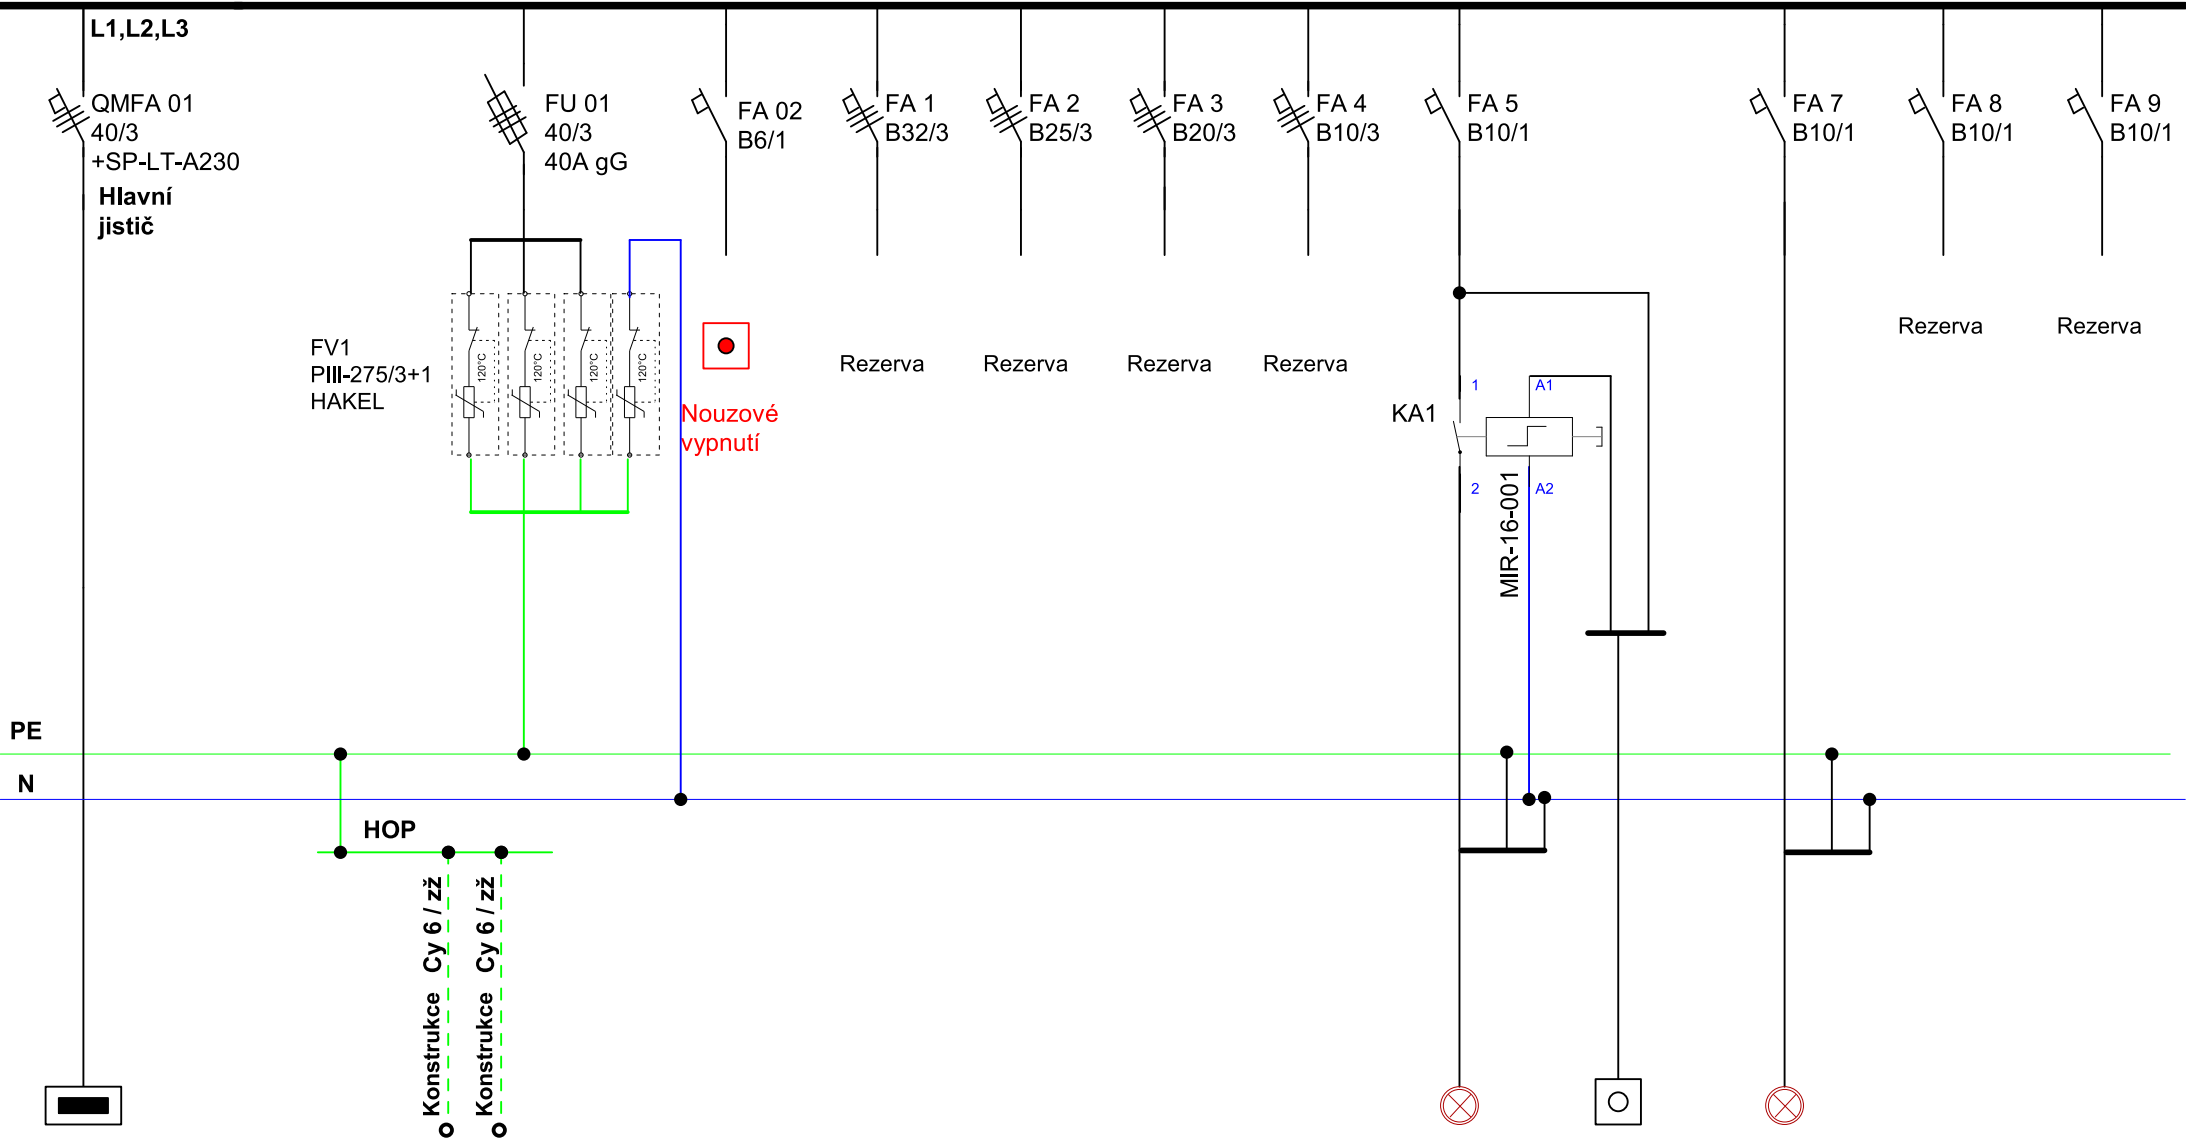 L1,L2,L3
QMFA 01
40/3
+SP-LT-A230
Hlavní
jistič
FU 01
40/3
40A gG
FA 02
B6/1
FA 1
B32/3
FA 2
B25/3
FA 3
B20/3
FA 4
B10/3
FA 5
B10/1
FA 7
B10/1
FA 8
B10/1
FA 9
B10/1
FV1
PIII-275/3+1
HAKEL
120°C
120°C
120°C
120°C
Nouzové
vypnutí
Rezerva
Rezerva
Rezerva
Rezerva
Rezerva
Rezerva
KA1
1
A1
2
A2
MIR-16-001
PE
N
HOP
Konstrukce Cy 6 / zž
Konstrukce Cy 6 / zž